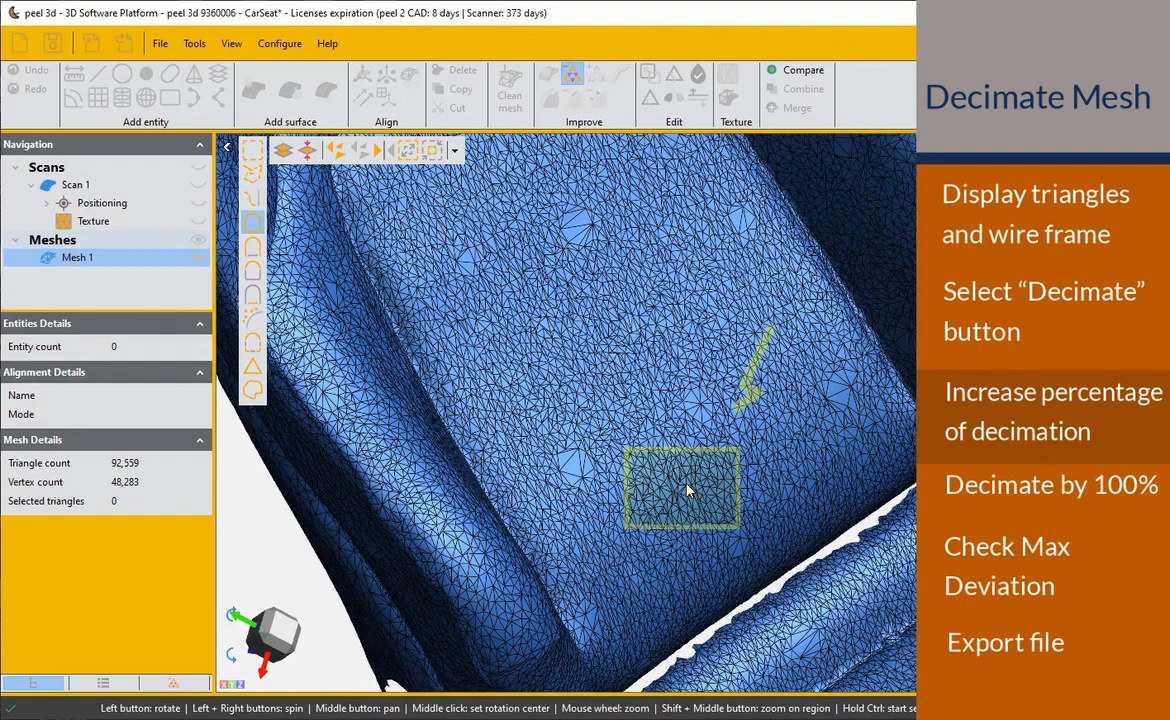 peel 3d - 3D Software Platform - peel 3d 9360006 - CarSeat* - Licenses expiration (peel 2 CAD: 8 days | Scanner: 373 days)
File Tools View Configure Help
Undo
Redo
Add entity
Add surface
Align
Delete
Copy
Cut
Clean
mesh
Improve
Edit
Texture
Compare
Combine
Merge
Navigation
Scans
Scan 1
Positioning
Texture
Meshes
Mesh 1
Entities Details
Entity count 0
Alignment Details
Name
Mode
Mesh Details
Triangle count 92,559
Vertex count 48,283
Selected triangles 0
X Y Z
Left button: rotate | Left + Right buttons: spin | Middle button: pan | Middle click: set rotation center | Mouse wheel: zoom | Shift + Middle button: zoom on region | Hold Ctrl: start se
Decimate Mesh
Display triangles
and wire frame
Select “Decimate”
button
Increase percentage
of decimation
Decimate by 100%
Check Max
Deviation
Export file